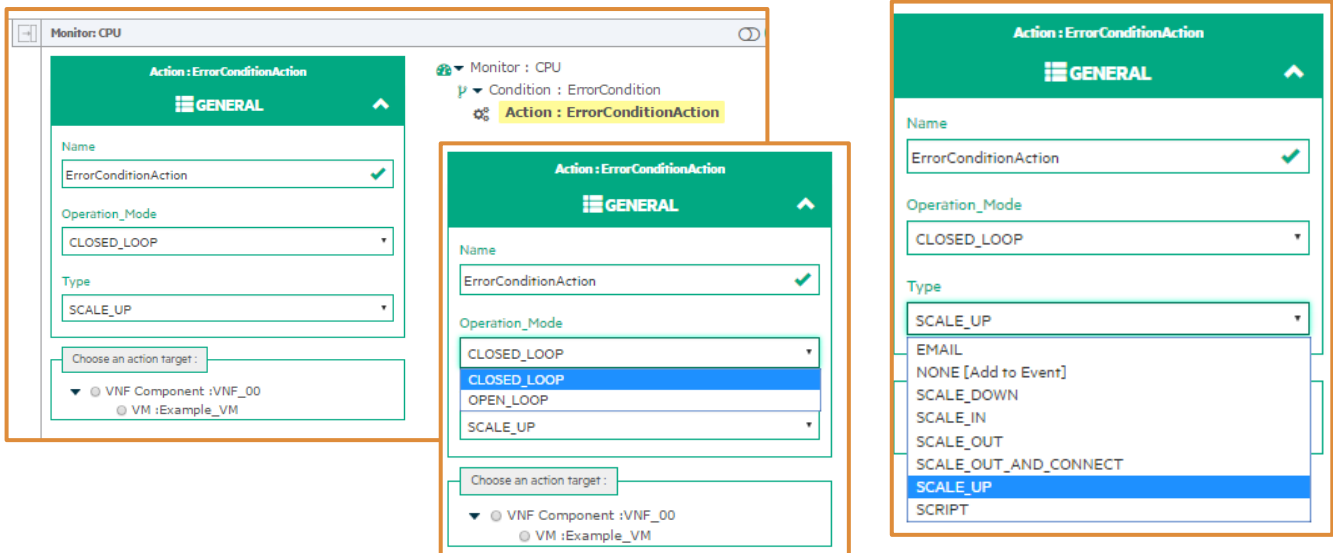 Monitor: CPU
Action : ErrorConditionAction
GENERAL
Name
ErrorConditionAction
Operation_Mode
CLOSED_LOOP
Type
SCALE_UP
Choose an action target :
VNF Component :VNF_00
VM :Example_VM
Monitor : CPU
Condition : ErrorCondition
Action : ErrorConditionAction
Action : ErrorConditionAction
GENERAL
Name
ErrorConditionAction
Operation_Mode
CLOSED_LOOP
CLOSED_LOOP
OPEN_LOOP
SCALE_UP
Choose an action target :
VNF Component :VNF_00
VM :Example_VM
Action : ErrorConditionAction
GENERAL
Name
ErrorConditionAction
Operation_Mode
CLOSED_LOOP
Type
SCALE_UP
EMAIL
NONE [Add to Event]
SCALE_DOWN
SCALE_IN
SCALE_OUT
SCALE_OUT_AND_CONNECT
SCALE_UP
SCRIPT